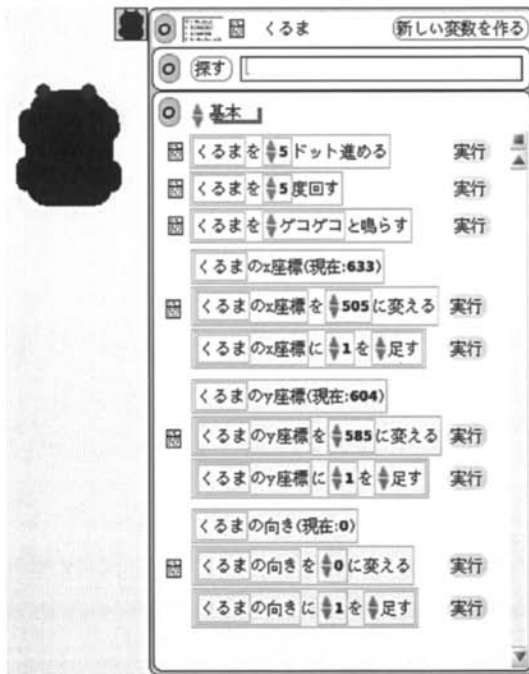 くるま 新しい変数を作る
探す
基本
くるまを5ドット進める 実行
くるまを5度回す 実行
くるまをゲコゲコと鳴らす 実行
くるまのx座標(現在:633)
くるまのx座標を505に変える 実行
くるまのx座標に1を足す 実行
くるまのy座標(現在:604)
くるまのy座標を585に変える 実行
くるまのy座標に1を足す 実行
くるまの向き(現在:0)
くるまの向きを0に変える 実行
くるまの向きに1を足す 実行